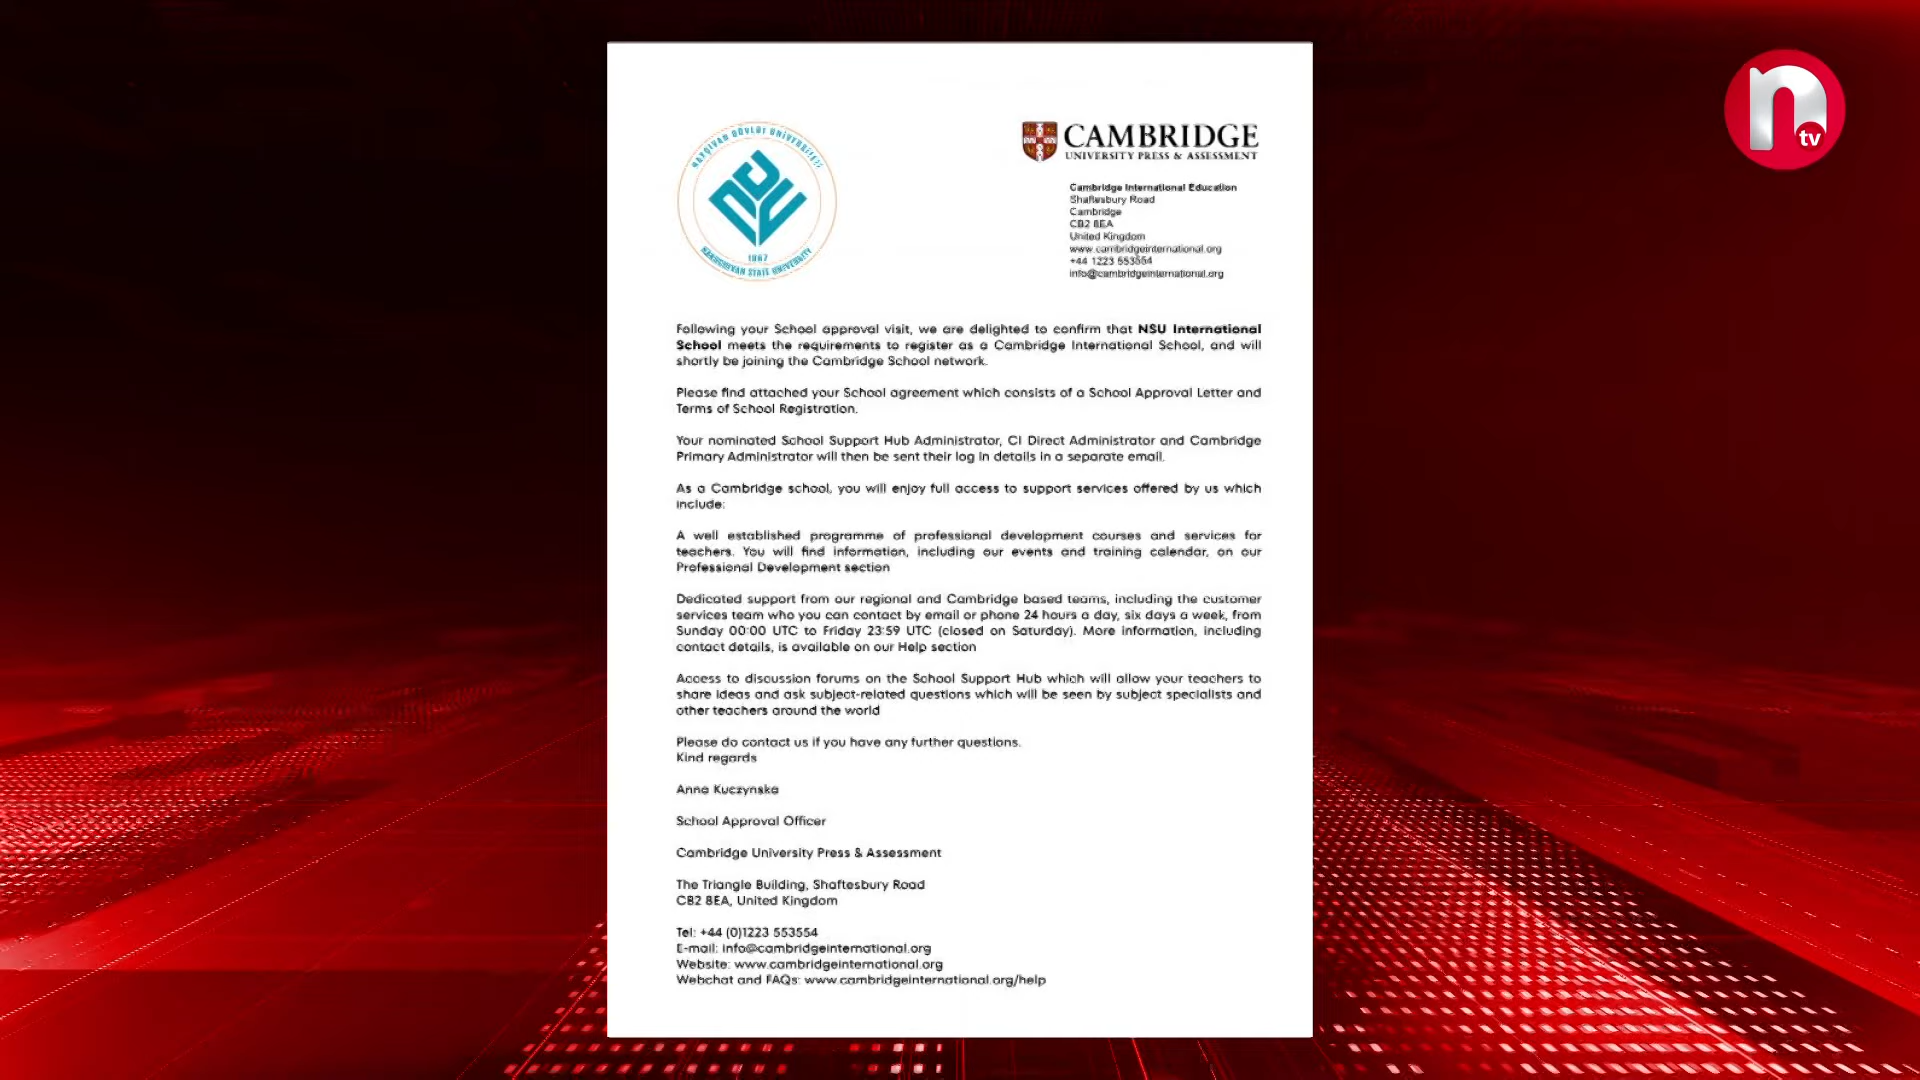 NAXÇIVAN DÖVLƏT UNİVERSİTETİ
1967
NAKHCHIVAN STATE UNIVERSITY
CAMBRIDGE
UNIVERSITY PRESS & ASSESSMENT
n tv
Cambridge International Education
Shaftesbury Road
Cambridge
CB2 8EA
United Kingdom
www.cambridgeinternational.org
+44 1223 553554
info@cambridgeinternational.org
Following your School approval visit, we are delighted to confirm that NSU International
School meets the requirements to register as a Cambridge International School, and will
shortly be joining the Cambridge School network.
Please find attached your School agreement which consists of a School Approval Letter and
Terms of School Registration.
Your nominated School Support Hub Administrator, CI Direct Administrator and Cambridge
Primary Administrator will then be sent their log in details in a separate email.
As a Cambridge school, you will enjoy full access to support services offered by us which
include:
A well established programme of professional development courses and services for
teachers. You will find information, including our events and training calendar, on our
Professional Development section
Dedicated support from our regional and Cambridge based teams, including the customer
services team who you can contact by email or phone 24 hours a day, six days a week, from
Sunday 00:00 UTC to Friday 23:59 UTC (closed on Saturday). More information, including
contact details, is available on our Help section
Access to discussion forums on the School Support Hub which will allow your teachers to
share ideas and ask subject-related questions which will be seen by subject specialists and
other teachers around the world
Please do contact us if you have any further questions.
Kind regards
Anna Kuczynska
School Approval Officer
Cambridge University Press & Assessment
The Triangle Building, Shaftesbury Road
CB2 8EA, United Kingdom
Tel: +44 (0)1223 553554
E-mail: info@cambridgeinternational.org
Website: www.cambridgeinternational.org
Webchat and FAQs: www.cambridgeinternational.org/help